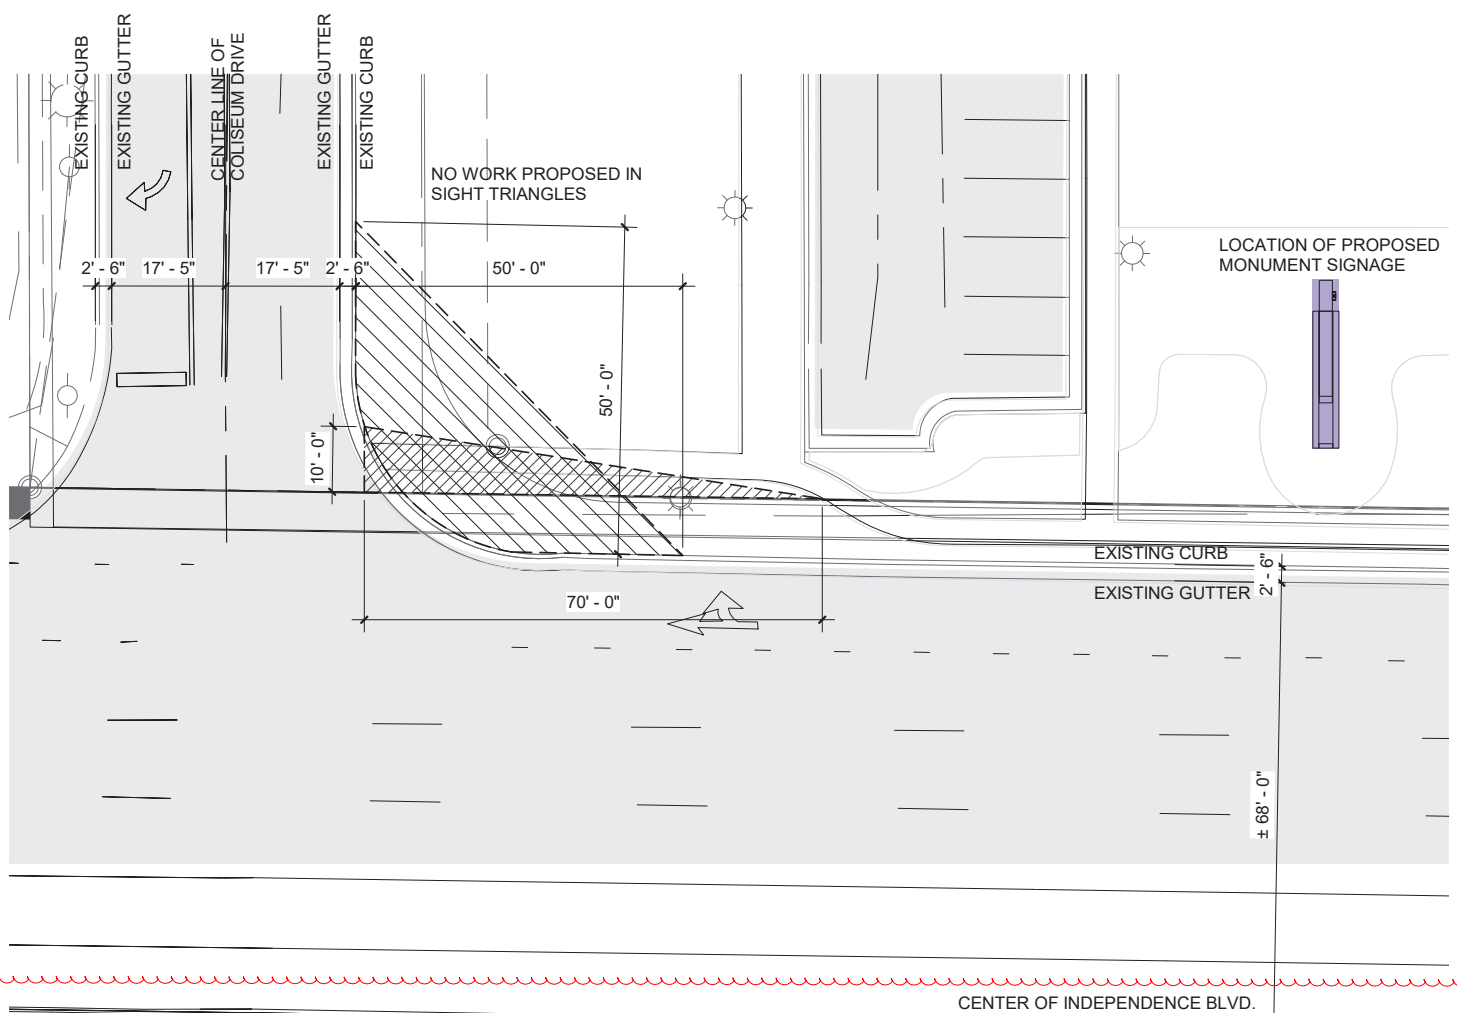 EXISTING CURB
EXISTING GUTTER
CENTER LINE OF
COLISEUM DRIVE
EXISTING GUTTER
EXISTING CURB
NO WORK PROPOSED IN
SIGHT TRIANGLES
LOCATION OF PROPOSED
MONUMENT SIGNAGE
2' - 6"
17' - 5"
17' - 5"
2' - 6"
50' - 0"
50' - 0"
10' - 0"
EXISTING CURB
2' - 6"
EXISTING GUTTER
70' - 0"
± 68' - 0"
CENTER OF INDEPENDENCE BLVD.